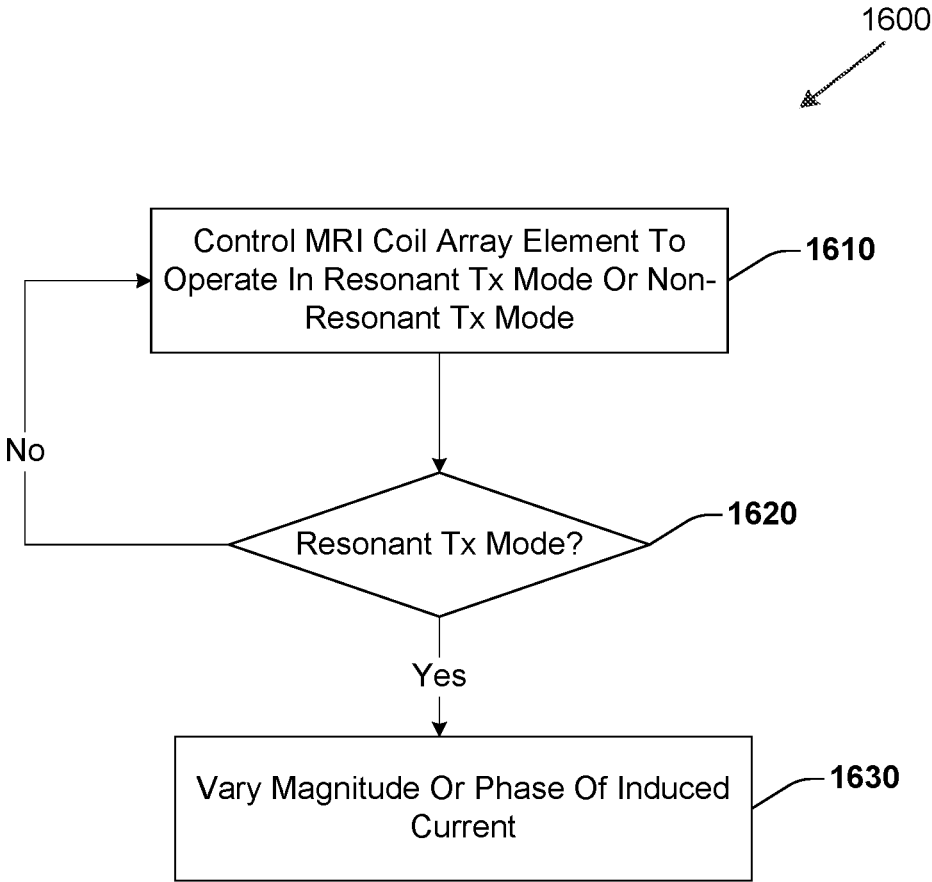 1600
Control MRI Coil Array Element To
Operate In Resonant Tx Mode Or Non-
Resonant Tx Mode
1610
No
Resonant Tx Mode?
1620
Yes
Vary Magnitude Or Phase Of Induced
Current
1630